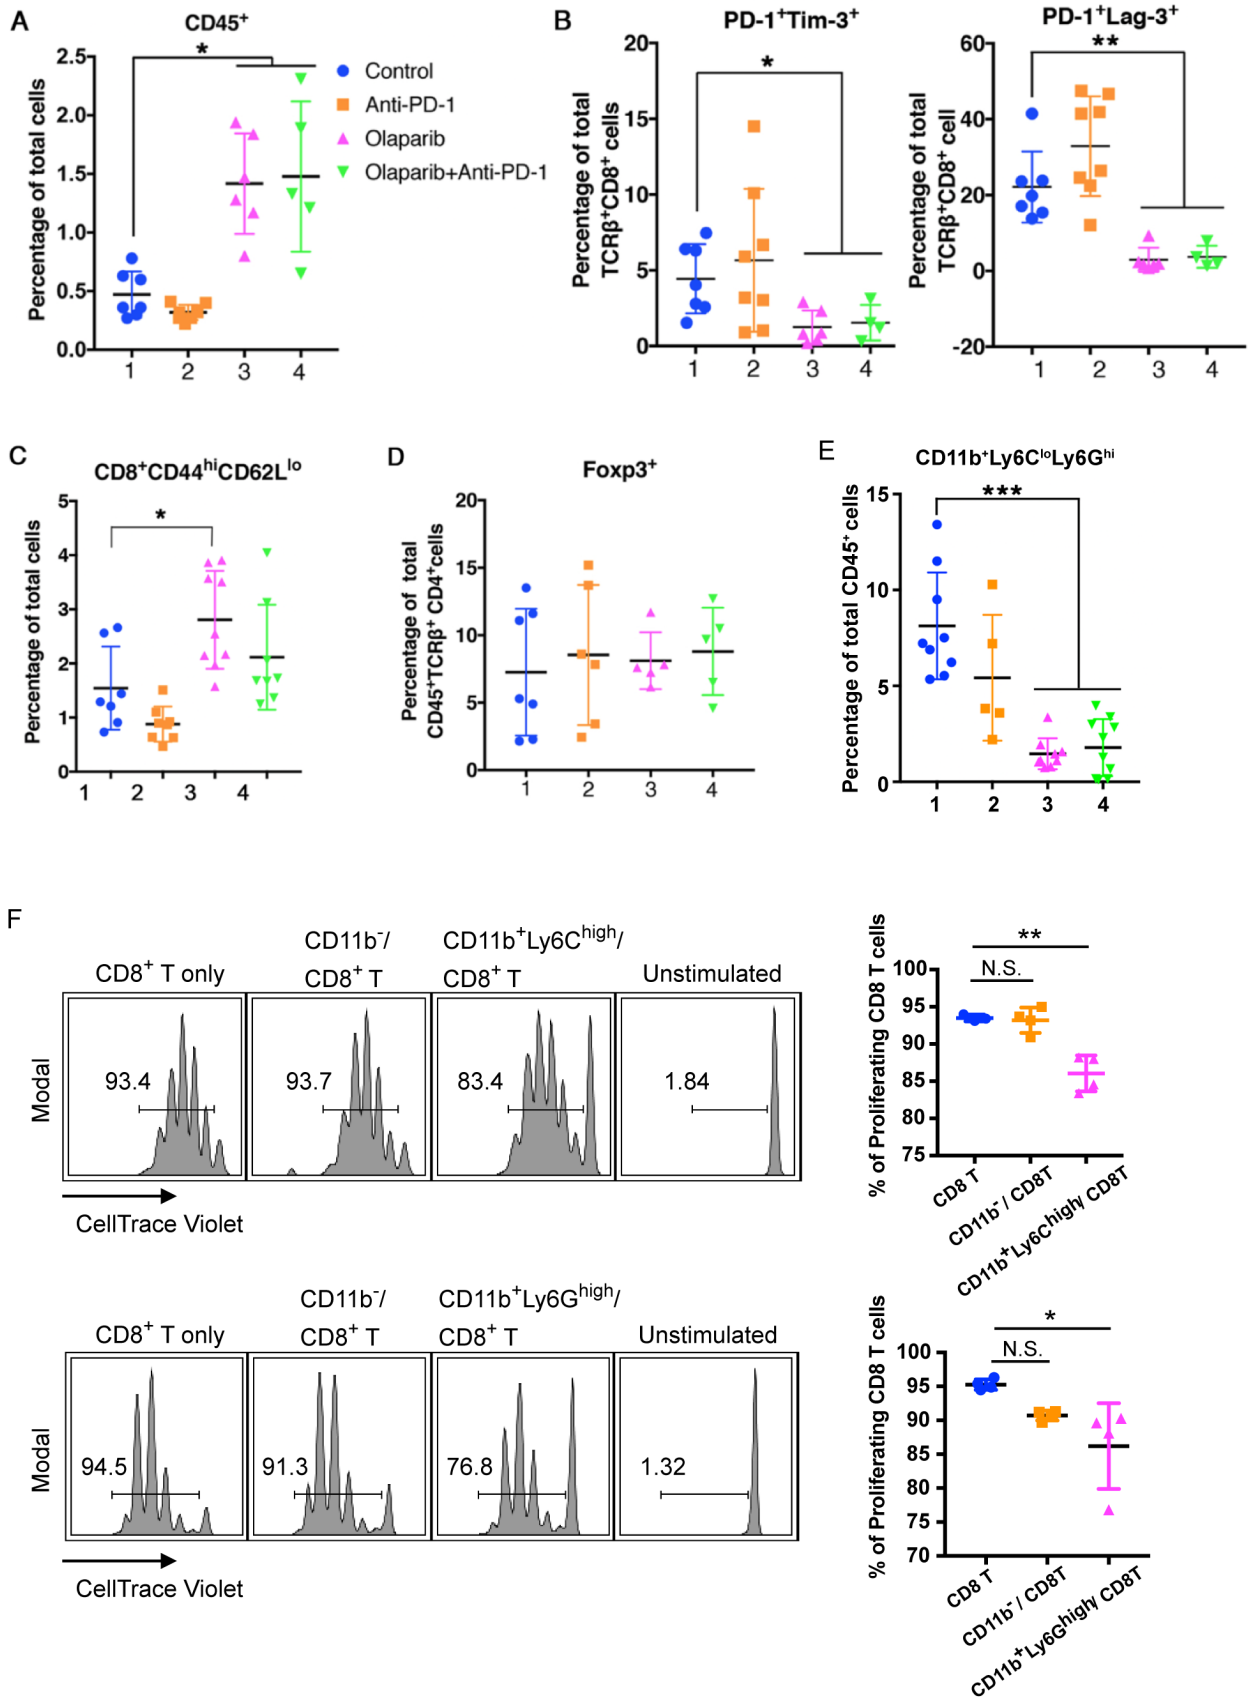 A
CD45⁺
*
Percentage of total cells
2.5
2.0
1.5
1.0
0.5
0.0
1 2 3 4
Control
Anti-PD-1
Olaparib
Olaparib+Anti-PD-1
B
PD-1⁺Tim-3⁺
*
Percentage of total
TCRβ⁺CD8⁺ cells
20
15
10
5
0
1 2 3 4
PD-1⁺Lag-3⁺
**
Percentage of total
TCRβ⁺CD8⁺ cell
60
40
20
0
-20
1 2 3 4
C
CD8⁺CD44ʰⁱCD62Lˡᵒ
*
Percentage of total cells
5
4
3
2
1
0
1 2 3 4
D
Foxp3⁺
Percentage of total
CD45⁺TCRβ⁺ CD4⁺cells
20
15
10
5
0
1 2 3 4
E
CD11b⁺Ly6CˡᵒLy6Gʰⁱ
***
Percentage of total CD45⁺ cells
15
10
5
0
1 2 3 4
F
CD8⁺ T only
CD11b⁻/
CD8⁺ T
CD11b⁺Ly6Cʰⁱᵍʰ/
CD8⁺ T
Unstimulated
Modal
93.4
93.7
83.4
1.84
CellTrace Violet
% of Proliferating CD8 T cells
**
N.S.
100
95
90
85
80
75
CD8 T
CD11b⁻/ CD8T
CD11b⁺Ly6Chigh/ CD8T
CD8⁺ T only
CD11b⁻/
CD8⁺ T
CD11b⁺Ly6Gʰⁱᵍʰ/
CD8⁺ T
Unstimulated
Modal
94.5
91.3
76.8
1.32
CellTrace Violet
% of Proliferating CD8 T cells
*
N.S.
100
95
90
85
80
75
70
CD8 T
CD11b⁻/ CD8T
CD11b⁺Ly6Ghigh/ CD8T